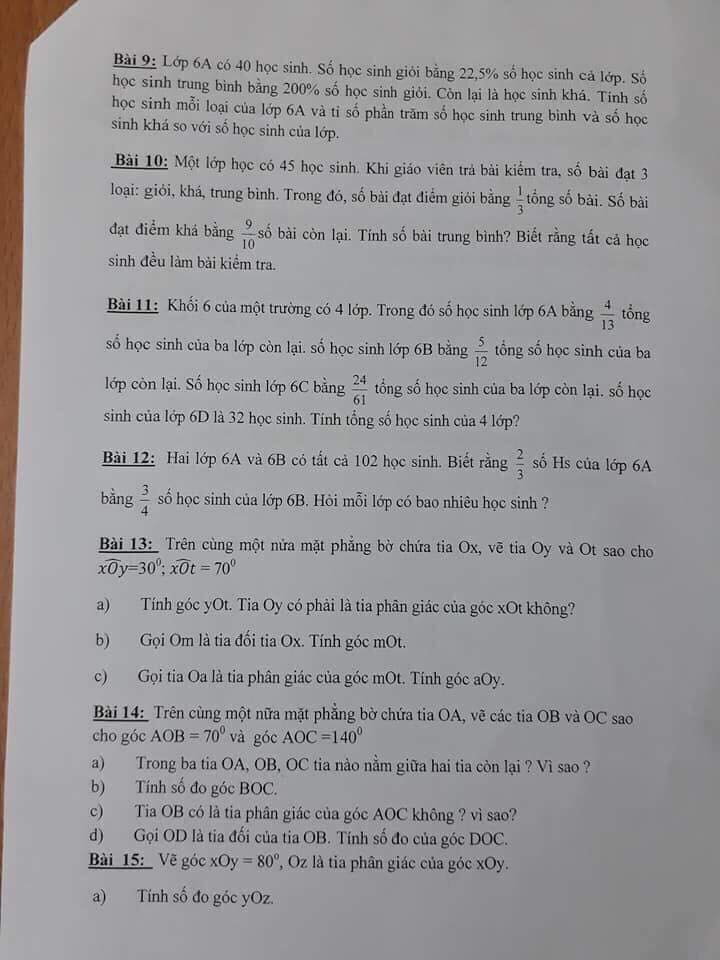 Bài 9: Lớp 6A có 40 học sinh. Số học sinh giỏi bằng 22,5% số học sinh cả lớp. Số
học sinh trung bình bằng 200% số học sinh giỏi. Còn lại là học sinh khá. Tính số
học sinh mỗi loại của lớp 6A và tỉ số phần trăm số học sinh trung bình và số học
sinh khá so với số học sinh của lớp.
Bài 10: Một lớp học có 45 học sinh. Khi giáo viên trả bài kiểm tra, số bài đạt 3
loại: giỏi, khá, trung bình. Trong đó, số bài đạt điểm giỏi bằng 1/3 tổng số bài. Số bài
đạt điểm khá bằng 9/10 số bài còn lại. Tính số bài trung bình? Biết rằng tất cả học
sinh đều làm bài kiểm tra.
Bài 11: Khối 6 của một trường có 4 lớp. Trong đó số học sinh lớp 6A bằng 4/13 tổng
số học sinh của ba lớp còn lại. số học sinh lớp 6B bằng 5/12 tổng số học sinh của ba
lớp còn lại. Số học sinh lớp 6C bằng 24/61 tổng số học sinh của ba lớp còn lại. số học
sinh của lớp 6D là 32 học sinh. Tính tổng số học sinh của 4 lớp?
Bài 12: Hai lớp 6A và 6B có tất cả 102 học sinh. Biết rằng 2/3 số Hs của lớp 6A
bằng 3/4 số học sinh của lớp 6B. Hỏi mỗi lớp có bao nhiêu học sinh ?
Bài 13: Trên cùng một nửa mặt phẳng bờ chứa tia Ox, vẽ tia Oy và Ot sao cho
xOy=30⁰; xOt = 70⁰
a) Tính góc yOt. Tia Oy có phải là tia phân giác của góc xOt không?
b) Gọi Om là tia đối tia Ox. Tính góc mOt.
c) Gọi tia Oa là tia phân giác của góc mOt. Tính góc aOy.
Bài 14: Trên cùng một nữa mặt phẳng bờ chứa tia OA, vẽ các tia OB và OC sao
cho góc AOB = 70⁰ và góc AOC =140⁰
a) Trong ba tia OA, OB, OC tia nào nằm giữa hai tia còn lại ? Vì sao ?
b) Tính số đo góc BOC.
c) Tia OB có là tia phân giác của góc AOC không ? vì sao?
d) Gọi OD là tia đối của tia OB. Tính số đo của góc DOC.
Bài 15: Vẽ góc xOy = 80⁰, Oz là tia phân giác của góc xOy.
a) Tính số đo góc yOz.